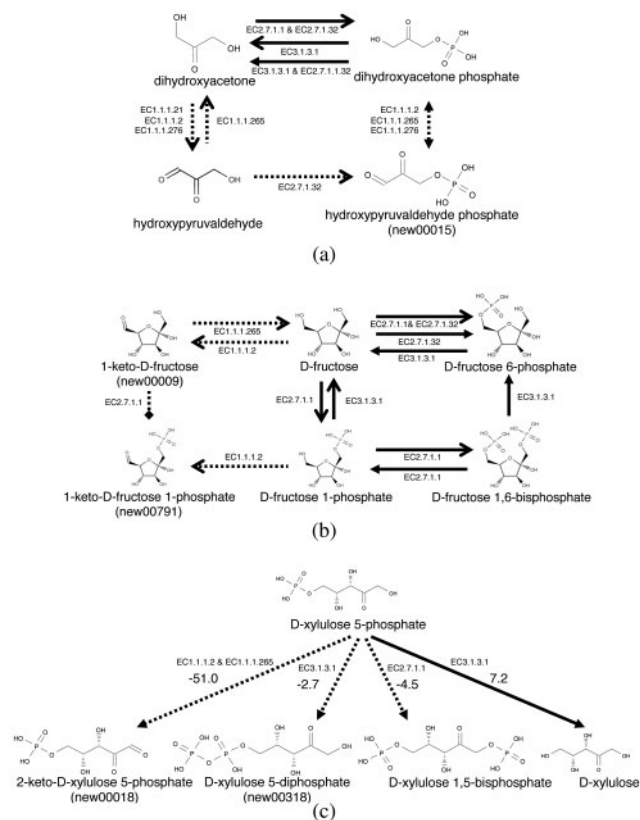 EC2.7.1.1 & EC2.7.1.32
EC3.1.3.1
EC3.1.3.1 & EC2.7.1.1.32
dihydroxyacetone
dihydroxyacetone phosphate
EC1.1.1.21
EC1.1.1.2
EC1.1.1.276
EC1.1.1.265
EC1.1.1.2
EC1.1.1.265
EC1.1.1.276
EC2.7.1.32
hydroxypyruvaldehyde
hydroxypyruvaldehyde phosphate
(new00015)
(a)
EC1.1.1.265
EC1.1.1.2
EC2.7.1.1& EC2.7.1.32
EC2.7.1.32
EC3.1.3.1
1-keto-D-fructose
(new00009)
D-fructose
D-fructose 6-phosphate
EC2.7.1.1
EC2.7.1.1
EC3.1.3.1
EC3.1.3.1
EC1.1.1.2
EC2.7.1.1
EC2.7.1.1
1-keto-D-fructose 1-phosphate
(new00791)
D-fructose 1-phosphate
D-fructose 1,6-bisphosphate
(b)
D-xylulose 5-phosphate
EC1.1.1.2 & EC1.1.1.265
-51.0
EC3.1.3.1
-2.7
EC2.7.1.1
-4.5
EC3.1.3.1
7.2
2-keto-D-xylulose 5-phosphate
(new00018)
D-xylulose 5-diphosphate
(new00318)
D-xylulose 1,5-bisphosphate
D-xylulose
(c)